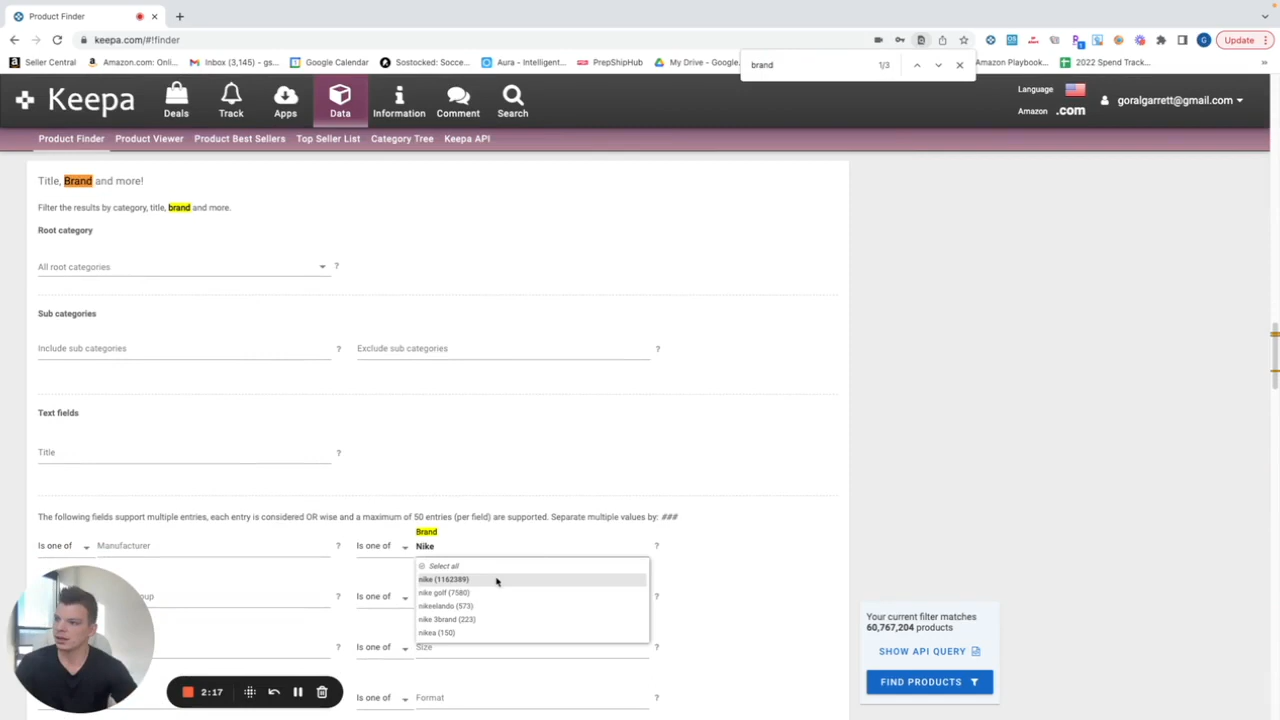 Product Finder
keepa.com/#!finder
Update
Seller Central
Amazon.com: Onli...
Inbox (3,145) - gs...
Google Calendar
Sostocked: Socce...
Aura - Intelligent...
PrepShipHub
My Drive - Google...
Amazon Playbook...
2022 Spend Track...
brand
1/3
Keepa
Deals
Track
Apps
Data
Information
Comment
Search
Language
Amazon .com
goralgarrett@gmail.com
Product Finder
Product Viewer
Product Best Sellers
Top Seller List
Category Tree
Keepa API
Title, Brand and more!
Filter the results by category, title, brand and more.
Root category
All root categories
?
Sub categories
Include sub categories
?
Exclude sub categories
?
Text fields
Title
?
The following fields support multiple entries, each entry is considered OR wise and a maximum of 50 entries (per field) are supported. Separate multiple values by: ###
Brand
Is one of
Manufacturer
?
Is one of
Nike
?
Select all
nike (1162389)
nike golf (7580)
nikeelando (573)
nike 3brand (223)
nikea (150)
oup
?
Is one of
?
?
Is one of
Size
?
?
Is one of
Format
?
Your current filter matches
60,767,204 products
SHOW API QUERY
FIND PRODUCTS
2:17